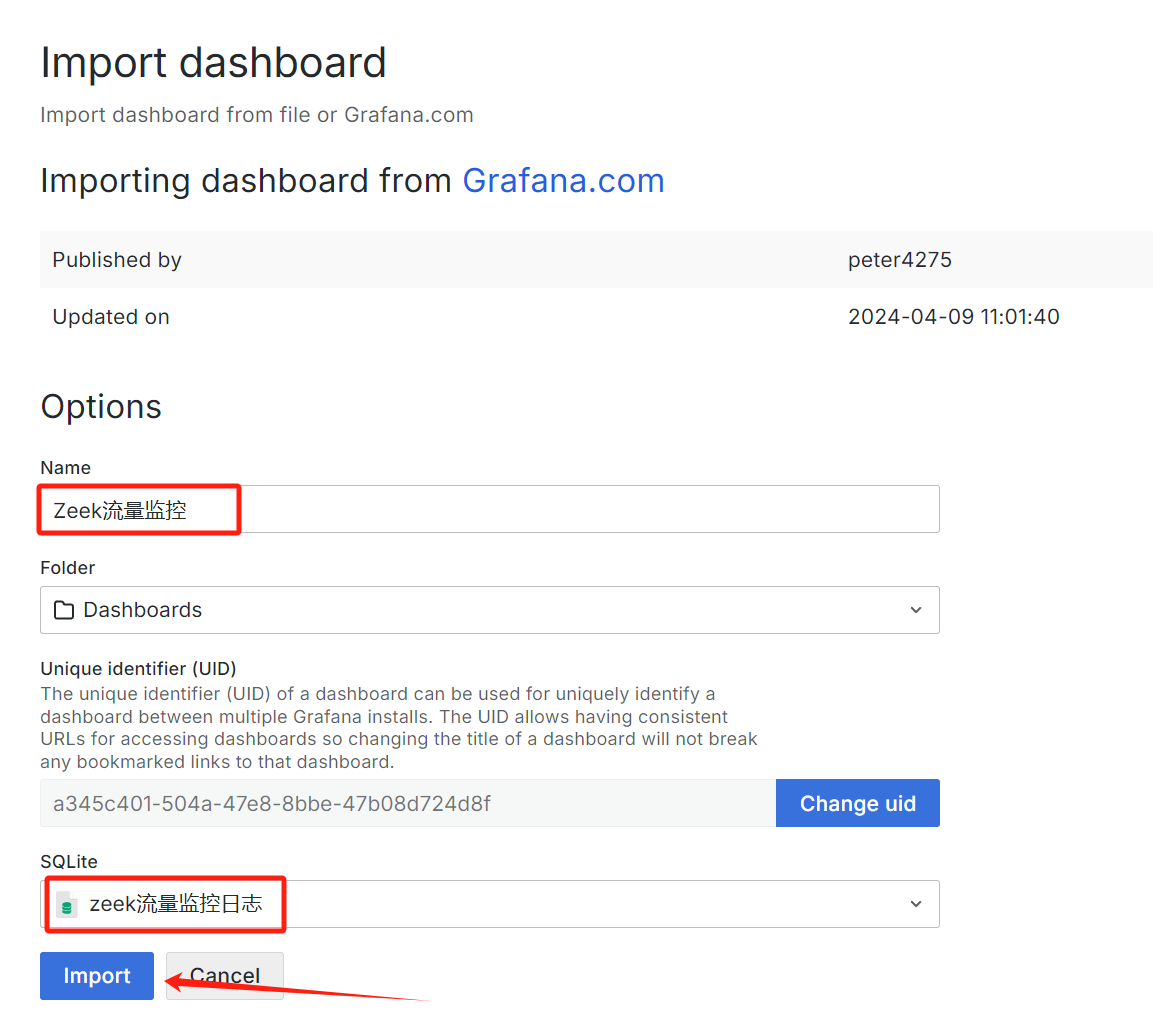 Import dashboard
Import dashboard from file or Grafana.com
Importing dashboard from Grafana.com
Published by peter4275
Updated on 2024-04-09 11:01:40
Options
Name
Zeek流量监控
Folder
Dashboards
Unique identifier (UID)
The unique identifier (UID) of a dashboard can be used for uniquely identify a
dashboard between multiple Grafana installs. The UID allows having consistent
URLs for accessing dashboards so changing the title of a dashboard will not break
any bookmarked links to that dashboard.
a345c401-504a-47e8-8bbe-47b08d724d8f Change uid
SQLite
zeek流量监控日志
Import Cancel